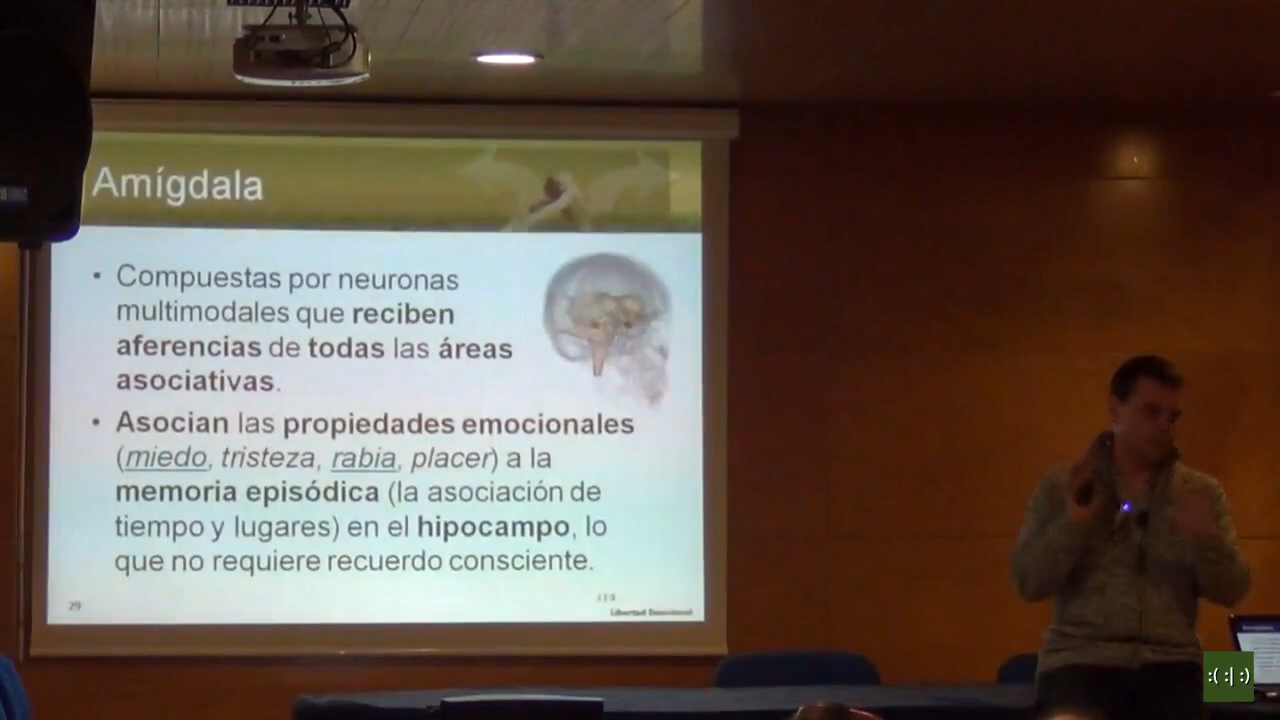 Amígdala
• Compuestas por neuronas
multimodales que reciben
aferencias de todas las áreas
asociativas.
• Asocian las propiedades emocionales
(miedo, tristeza, rabia, placer) a la
memoria episódica (la asociación de
tiempo y lugares) en el hipocampo, lo
que no requiere recuerdo consciente.
29
Libertad Emocional
:( :| :)